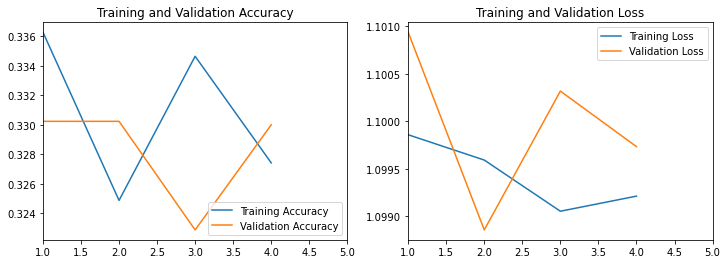 Training and Validation Accuracy
0.336
0.334
0.332
0.330
0.328
0.326
0.324
1.0 1.5 2.0 2.5 3.0 3.5 4.0 4.5 5.0
Training Accuracy
Validation Accuracy
Training and Validation Loss
1.1010
1.1005
1.1000
1.0995
1.0990
1.0 1.5 2.0 2.5 3.0 3.5 4.0 4.5 5.0
Training Loss
Validation Loss